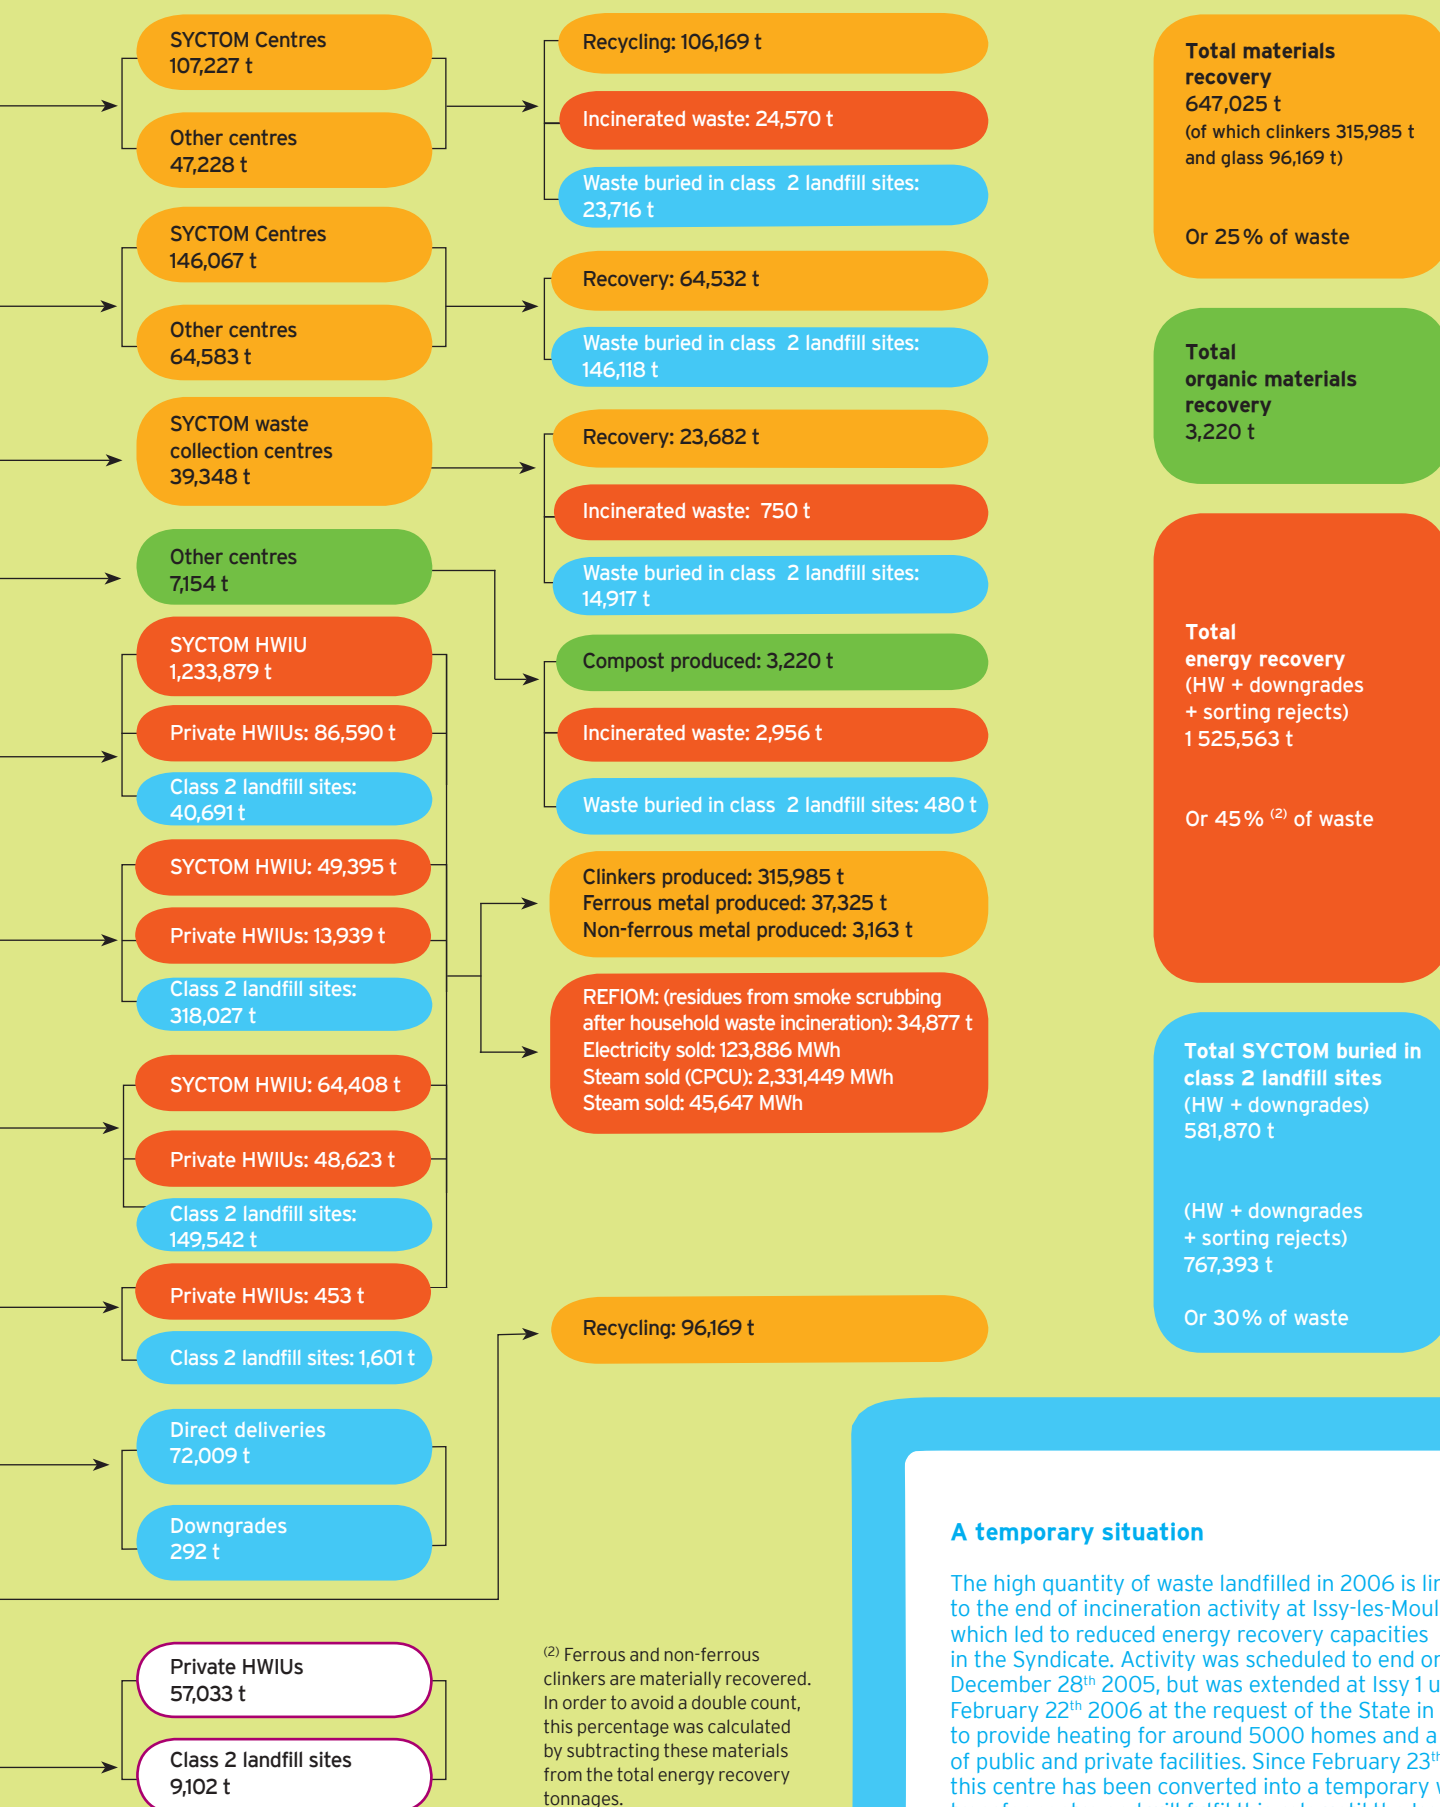 SYCTOM Centres
107,227 t
Other centres
47,228 t
Recycling: 106,169 t
Incinerated waste: 24,570 t
Waste buried in class 2 landfill sites:
23,716 t
SYCTOM Centres
146,067 t
Other centres
64,583 t
Recovery: 64,532 t
Waste buried in class 2 landfill sites:
146,118 t
SYCTOM waste
collection centres
39,348 t
Recovery: 23,682 t
Incinerated waste: 750 t
Waste buried in class 2 landfill sites:
14,917 t
Other centres
7,154 t
Compost produced: 3,220 t
Incinerated waste: 2,956 t
Waste buried in class 2 landfill sites: 480 t
SYCTOM HWIU
1,233,879 t
Private HWIUs: 86,590 t
Class 2 landfill sites:
40,691 t
SYCTOM HWIU: 49,395 t
Private HWIUs: 13,939 t
Class 2 landfill sites:
318,027 t
SYCTOM HWIU: 64,408 t
Private HWIUs: 48,623 t
Class 2 landfill sites:
149,542 t
Private HWIUs: 453 t
Class 2 landfill sites: 1,601 t
Clinkers produced: 315,985 t
Ferrous metal produced: 37,325 t
Non-ferrous metal produced: 3,163 t
REFIOM: (residues from smoke scrubbing
after household waste incineration): 34,877 t
Electricity sold: 123,886 MWh
Steam sold (CPCU): 2,331,449 MWh
Steam sold: 45,647 MWh
Recycling: 96,169 t
Direct deliveries
72,009 t
Downgrades
292 t
Private HWIUs
57,033 t
Class 2 landfill sites
9,102 t
(2) Ferrous and non-ferrous
clinkers are materially recovered.
In order to avoid a double count,
this percentage was calculated
by subtracting these materials
from the total energy recovery
tonnages.
Total materials
recovery
647,025 t
(of which clinkers 315,985 t
and glass 96,169 t)
Or 25% of waste
Total
organic materials
recovery
3,220 t
Total
energy recovery
(HW + downgrades
+ sorting rejects)
1 525,563 t
Or 45% (2) of waste
Total SYCTOM buried in
class 2 landfill sites
(HW + downgrades)
581,870 t
(HW + downgrades
+ sorting rejects)
767,393 t
Or 30% of waste
A temporary situation
The high quantity of waste landfilled in 2006 is
to the end of incineration activity at Issy-les-Moul
which led to reduced energy recovery capacities
in the Syndicate. Activity was scheduled to end on
December 28th 2005, but was extended at Issy 1
February 22th 2006 at the request of the State in
to provide heating for around 5000 homes and a
of public and private facilities. Since February 23th
this centre has been converted into a temporary